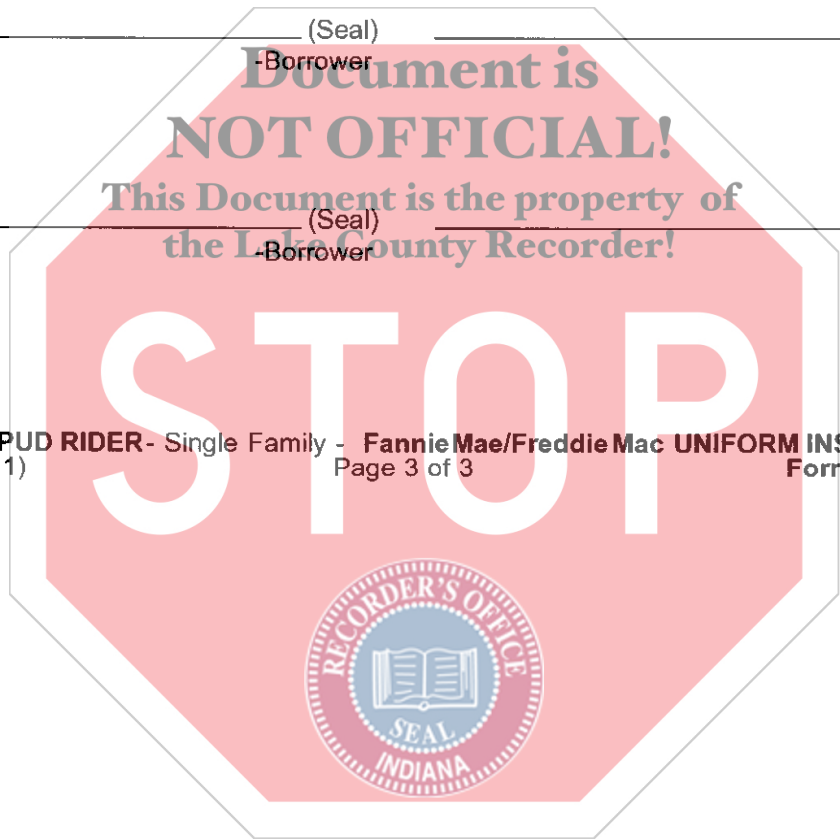 (Seal)
-Borrower
Document is
NOT OFFICIAL!
This Document is the property of
(Seal)
the Lake County Recorder!
-Borrower
STOP
PUD RIDER- Single Family - Fannie Mae/Freddie Mac UNIFORM INS
1) Page 3 of 3 Forr
RECORDER'S OFFICE
SEAL
INDIANA